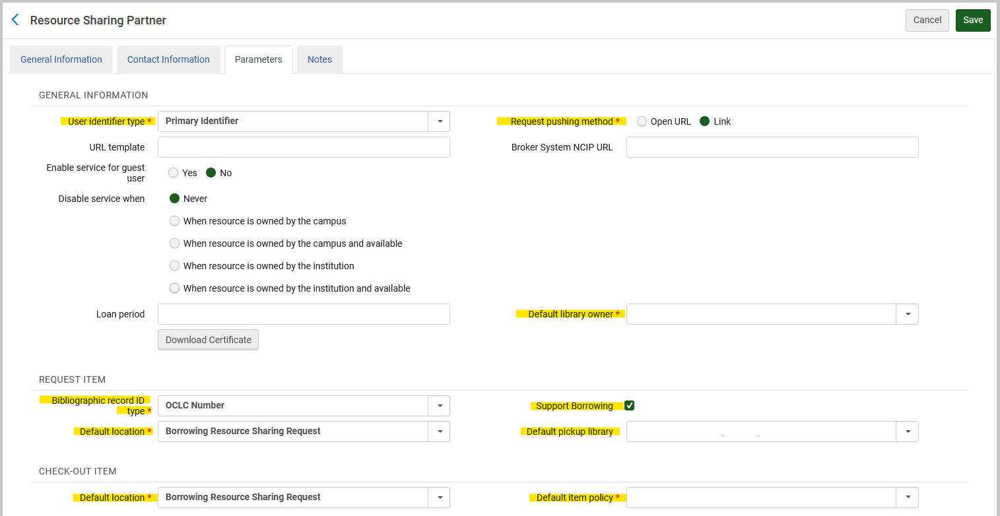 Resource Sharing Partner
Cancel
Save
General Information
Contact Information
Parameters
Notes
GENERAL INFORMATION
User identifier type *
Primary Identifier
Request pushing method *
Open URL
Link
URL template
Broker System NCIP URL
Enable service for guest
user
Yes
No
Disable service when
Never
When resource is owned by the campus
When resource is owned by the campus and available
When resource is owned by the institution
When resource is owned by the institution and available
Loan period
Default library owner *
Download Certificate
REQUEST ITEM
Bibliographic record ID
type *
OCLC Number
Support Borrowing
Default location *
Borrowing Resource Sharing Request
Default pickup library
CHECK-OUT ITEM
Default location *
Borrowing Resource Sharing Request
Default item policy *